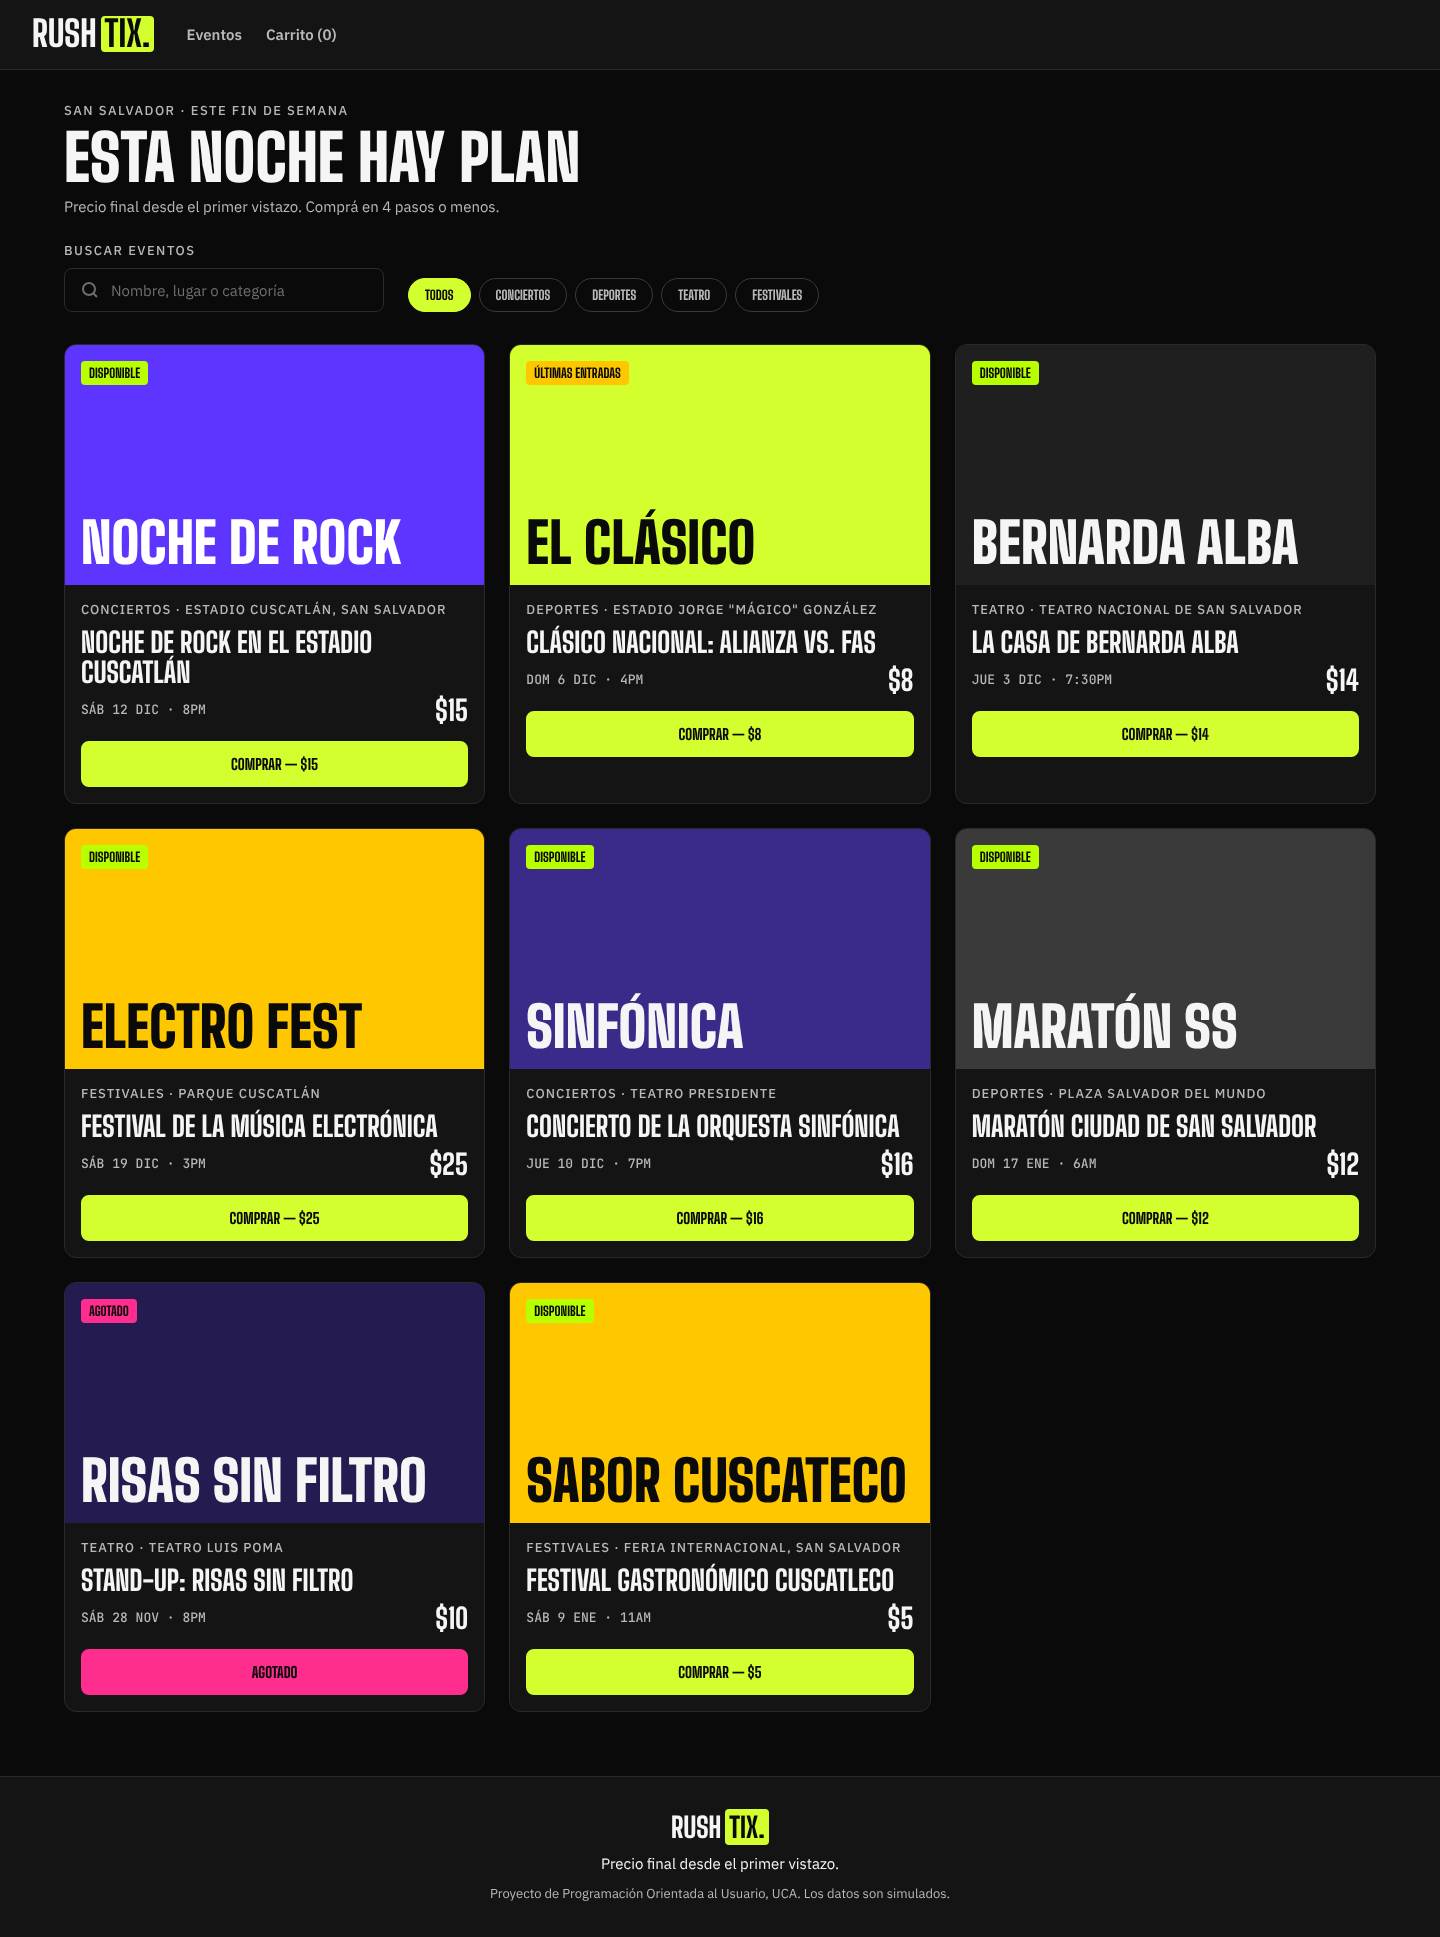 RUSH TIX.
Eventos
Carrito (0)
SAN SALVADOR · ESTE FIN DE SEMANA
ESTA NOCHE HAY PLAN
Precio final desde el primer vistazo. Comprá en 4 pasos o menos.
BUSCAR EVENTOS
Nombre, lugar o categoría
TODOS
CONCIERTOS
DEPORTES
TEATRO
FESTIVALES
DISPONIBLE
NOCHE DE ROCK
CONCIERTOS · ESTADIO CUSCATLÁN, SAN SALVADOR
NOCHE DE ROCK EN EL ESTADIO
CUSCATLÁN
SÁB 12 DIC · 8PM
$15
COMPRAR — $15
ÚLTIMAS ENTRADAS
EL CLÁSICO
DEPORTES · ESTADIO JORGE "MÁGICO" GONZÁLEZ
CLÁSICO NACIONAL: ALIANZA VS. FAS
DOM 6 DIC · 4PM
$8
COMPRAR — $8
DISPONIBLE
BERNARDA ALBA
TEATRO · TEATRO NACIONAL DE SAN SALVADOR
LA CASA DE BERNARDA ALBA
JUE 3 DIC · 7:30PM
$14
COMPRAR — $14
DISPONIBLE
ELECTRO FEST
FESTIVALES · PARQUE CUSCATLÁN
FESTIVAL DE LA MÚSICA ELECTRÓNICA
SÁB 19 DIC · 3PM
$25
COMPRAR — $25
DISPONIBLE
SINFÓNICA
CONCIERTOS · TEATRO PRESIDENTE
CONCIERTO DE LA ORQUESTA SINFÓNICA
JUE 10 DIC · 7PM
$16
COMPRAR — $16
DISPONIBLE
MARATÓN SS
DEPORTES · PLAZA SALVADOR DEL MUNDO
MARATÓN CIUDAD DE SAN SALVADOR
DOM 17 ENE · 6AM
$12
COMPRAR — $12
AGOTADO
RISAS SIN FILTRO
TEATRO · TEATRO LUIS POMA
STAND-UP: RISAS SIN FILTRO
SÁB 28 NOV · 8PM
$10
AGOTADO
DISPONIBLE
SABOR CUSCATECO
FESTIVALES · FERIA INTERNACIONAL, SAN SALVADOR
FESTIVAL GASTRONÓMICO CUSCATLECO
SÁB 9 ENE · 11AM
$5
COMPRAR — $5
RUSH TIX.
Precio final desde el primer vistazo.
Proyecto de Programación Orientada al Usuario, UCA. Los datos son simulados.